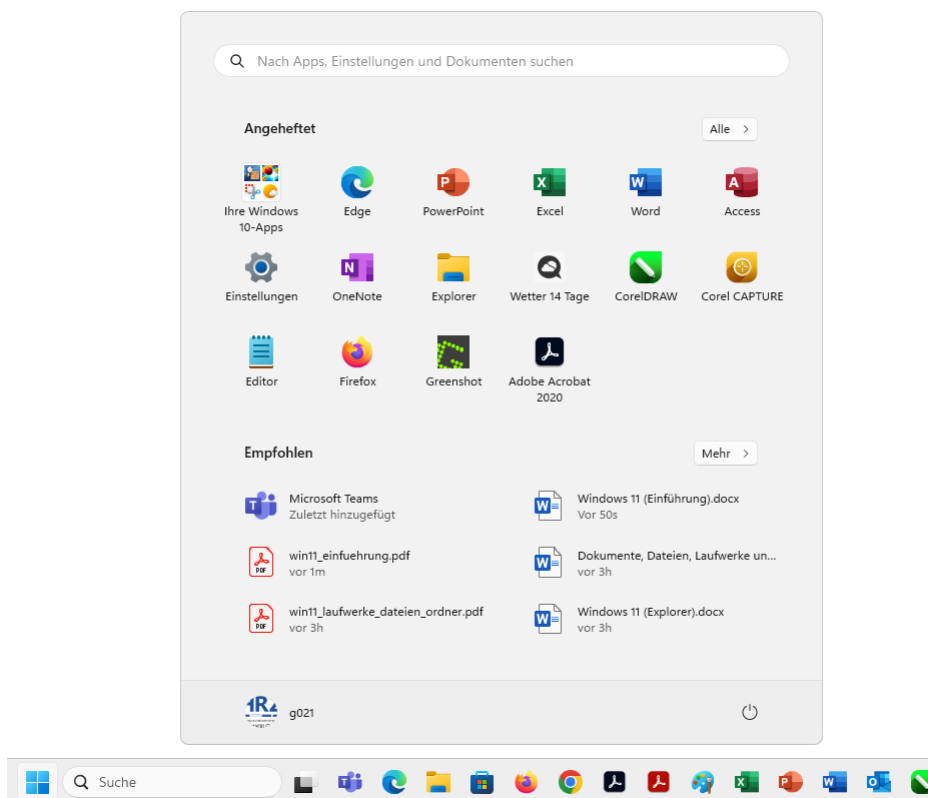 Nach Apps, Einstellungen und Dokumenten suchen
Angeheftet
Alle
Ihre Windows
10-Apps
Edge
PowerPoint
Excel
Word
Access
Einstellungen
OneNote
Explorer
Wetter 14 Tage
CorelDRAW
Corel CAPTURE
Editor
Firefox
Greenshot
Adobe Acrobat
2020
Empfohlen
Mehr
Microsoft Teams
Zuletzt hinzugefügt
Windows 11 (Einführung).docx
Vor 50s
win11_einfuehrung.pdf
vor 1m
Dokumente, Dateien, Laufwerke un...
vor 3h
win11_laufwerke_dateien_ordner.pdf
vor 3h
Windows 11 (Explorer).docx
vor 3h
g021
Suche